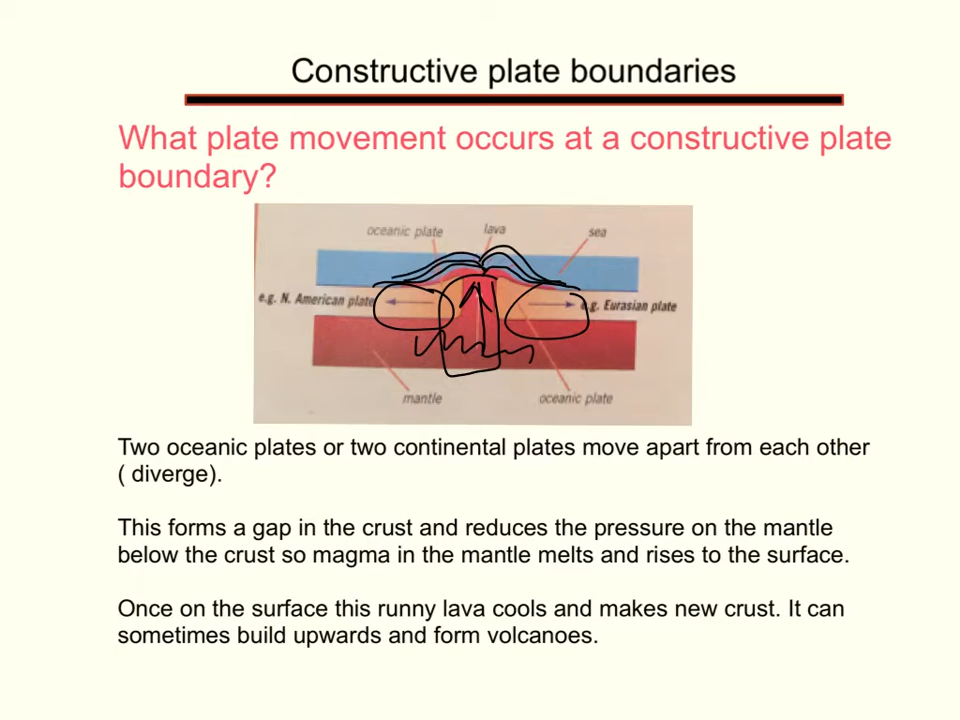 Constructive plate boundaries
What plate movement occurs at a constructive plate
boundary?
oceanic plate
lava
sea
e.g. N. American plate
e.g. Eurasian plate
mantle
oceanic plate
Two oceanic plates or two continental plates move apart from each other
( diverge).
This forms a gap in the crust and reduces the pressure on the mantle
below the crust so magma in the mantle melts and rises to the surface.
Once on the surface this runny lava cools and makes new crust. It can
sometimes build upwards and form volcanoes.